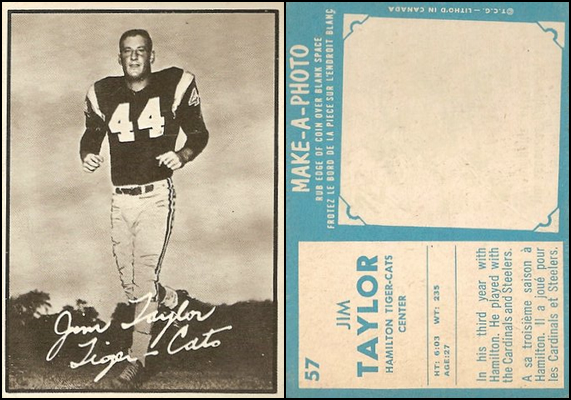 44
44
Jim Taylor
Tiger-Cats
©T.C.G.—LITHO'D IN CANADA
MAKE-A-PHOTO
RUB EDGE OF COIN OVER BLANK SPACE
FROTEZ LE BORD DE LA PIECE SUR L'ENDROIT BLANC
57
JIM
TAYLOR
HAMILTON TIGER-CATS
CENTER
HT: 6:03 WT: 235
AGE: 27
In his third year with
Hamilton. He played with
the Cardinals and Steelers.
A sa troisième saison à
Hamilton. Il a joué pour
les Cardinals et Steelers.